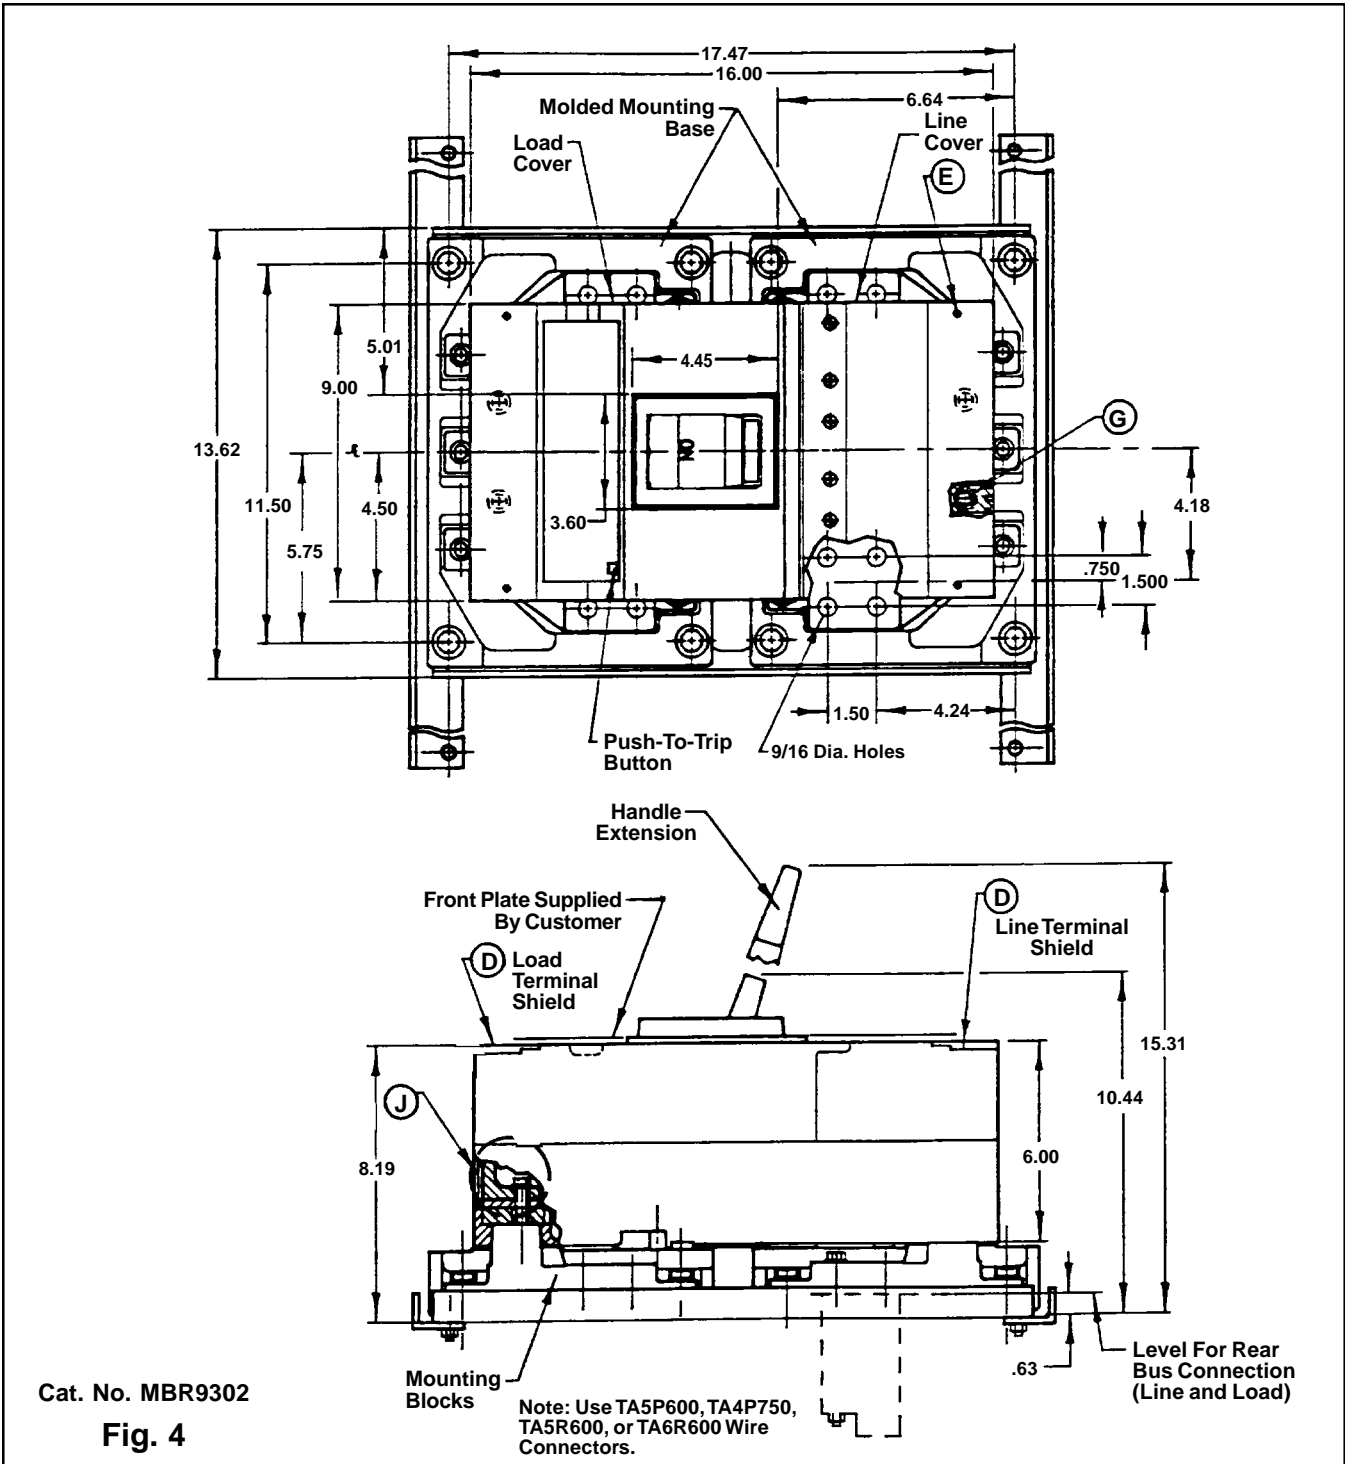 17.47
16.00
6.64
Molded Mounting
Base
Line
Cover
Load
Cover
E
5.01
4.45
9.00
G
13.62
ON
11.50
4.50
4.18
3.60
5.75
.750
1.500
1.50
4.24
Push-To-Trip
Button
9/16 Dia. Holes
Handle
Extension
Front Plate Supplied
By Customer
D
Line Terminal
Shield
D Load
Terminal
Shield
15.31
10.44
J
8.19
6.00
.63
Level For Rear
Bus Connection
(Line and Load)
Mounting
Blocks
Cat. No. MBR9302
Fig. 4
Note: Use TA5P600, TA4P750,
TA5R600, or TA6R600 Wire
Connectors.